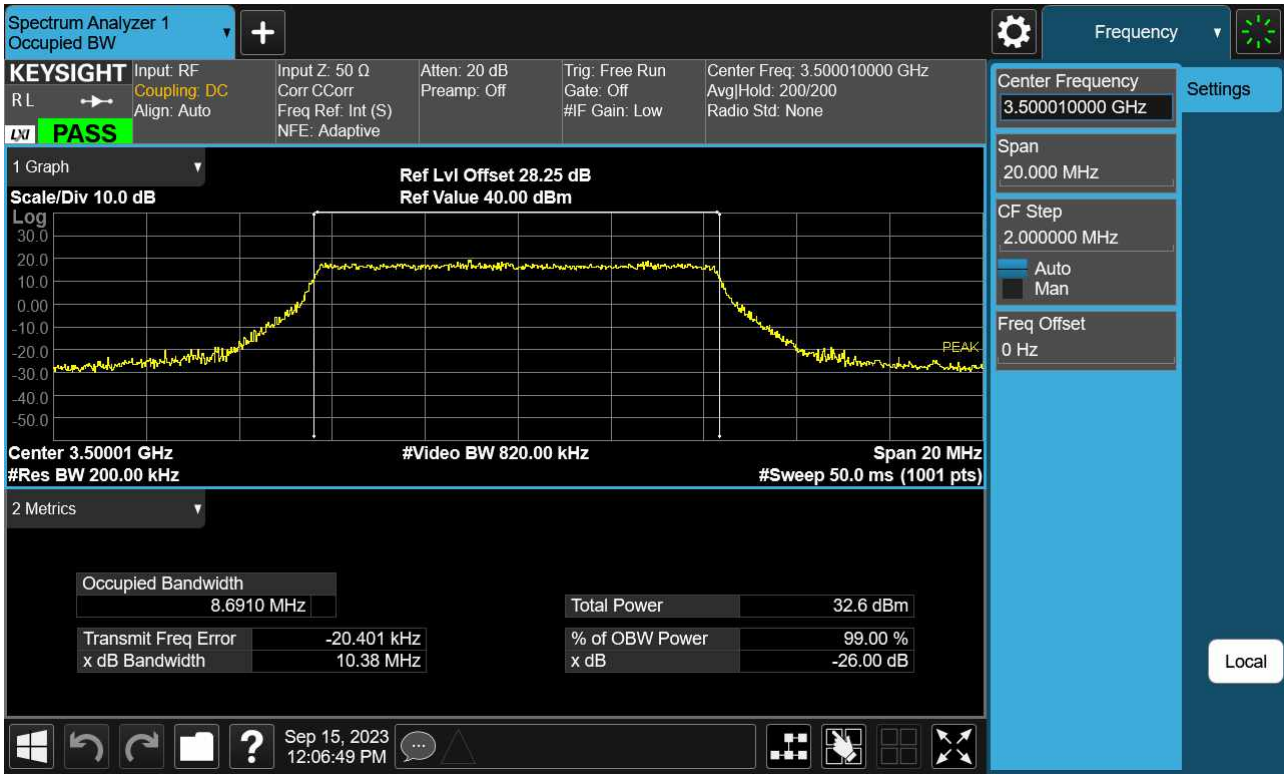 Spectrum Analyzer 1
Occupied BW
+
Frequency
KEYSIGHT
R L
LXI
PASS
Input: RF
Coupling: DC
Align: Auto
Input Z: 50 Ω
Corr CCorr
Freq Ref: Int (S)
NFE: Adaptive
Atten: 20 dB
Preamp: Off
Trig: Free Run
Gate: Off
#IF Gain: Low
Center Freq: 3.500010000 GHz
Avg|Hold: 200/200
Radio Std: None
Center Frequency
3.500010000 GHz
Settings
Span
20.000 MHz
CF Step
2.000000 MHz
Auto
Man
Freq Offset
0 Hz
Local
1 Graph
Ref Lvl Offset 28.25 dB
Scale/Div 10.0 dB
Ref Value 40.00 dBm
Log
30.0
20.0
10.0
0.00
-10.0
-20.0
-30.0
-40.0
-50.0
PEAK
Center 3.50001 GHz
#Video BW 820.00 kHz
Span 20 MHz
#Res BW 200.00 kHz
#Sweep 50.0 ms (1001 pts)
2 Metrics
Occupied Bandwidth
8.6910 MHz
Total Power 32.6 dBm
Transmit Freq Error -20.401 kHz
% of OBW Power 99.00 %
x dB Bandwidth 10.38 MHz
x dB -26.00 dB
?
Sep 15, 2023
12:06:49 PM